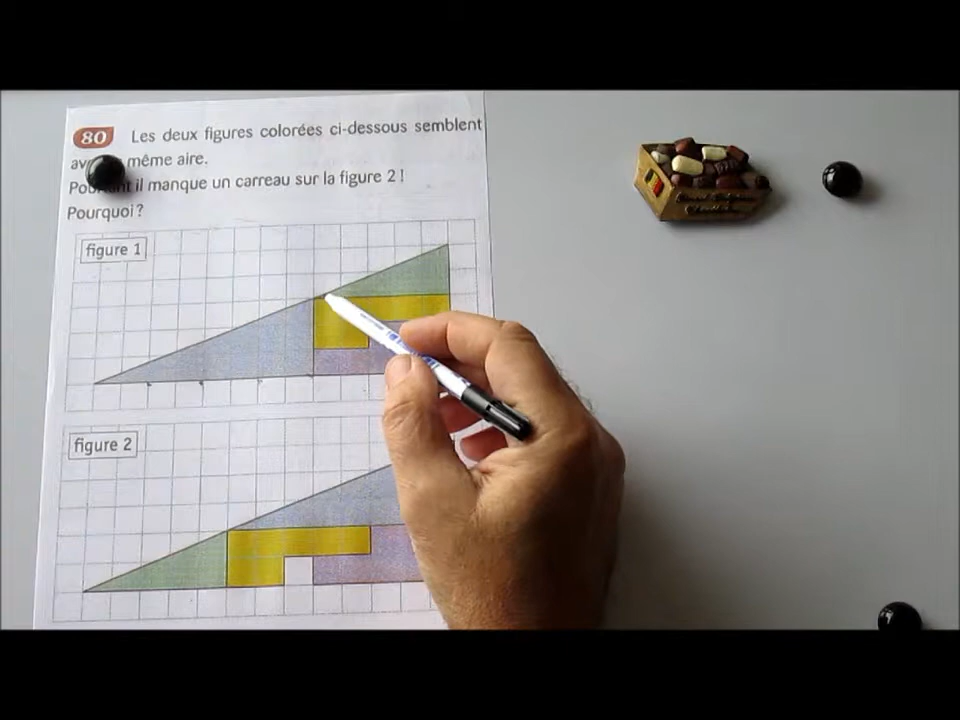 80 Les deux figures colorées ci-dessous semblent
même aire.
il manque un carreau sur la figure 2 !
Pourquoi ?
figure 1
figure 2